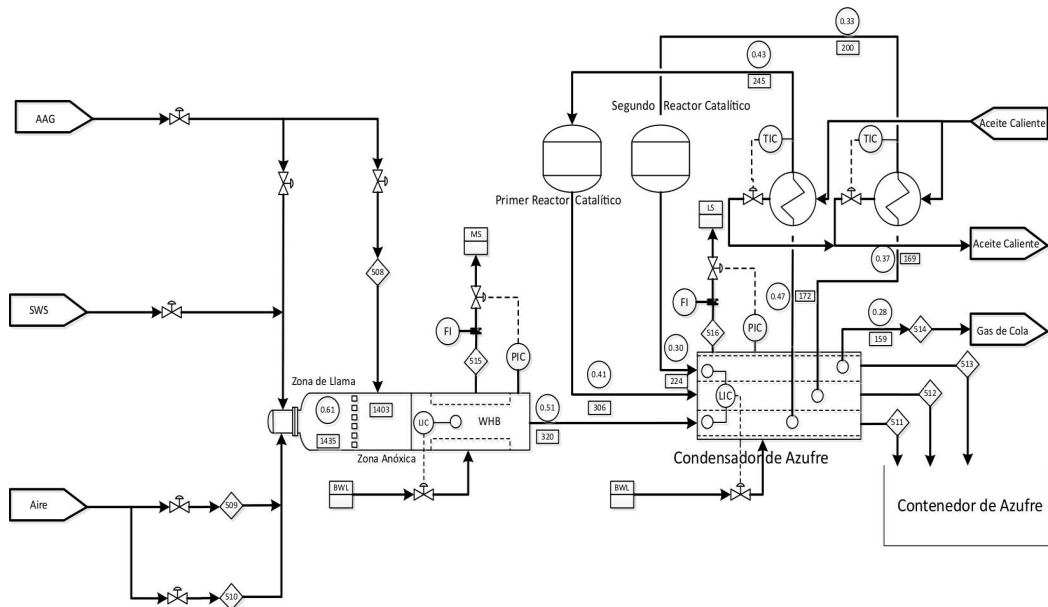 0.33
200
0.43
245
Segundo Reactor Catalítico
AAG
Aceite Caliente
TIC
TIC
Primer Reactor Catalítico
MS
LS
Aceite Caliente
508
0.37
169
0.47
172
SWS
FI
FI
0.28
514
Gas de Cola
159
516
PIC
515
PIC
0.30
513
Zona de Llama
0.41
224
512
0.61
1403
LIC
WHB
306
LIC
0.51
511
1435
320
Zona Anóxica
Condensador de Azufre
BWL
BWL
Aire
509
Contenedor de Azufre
510